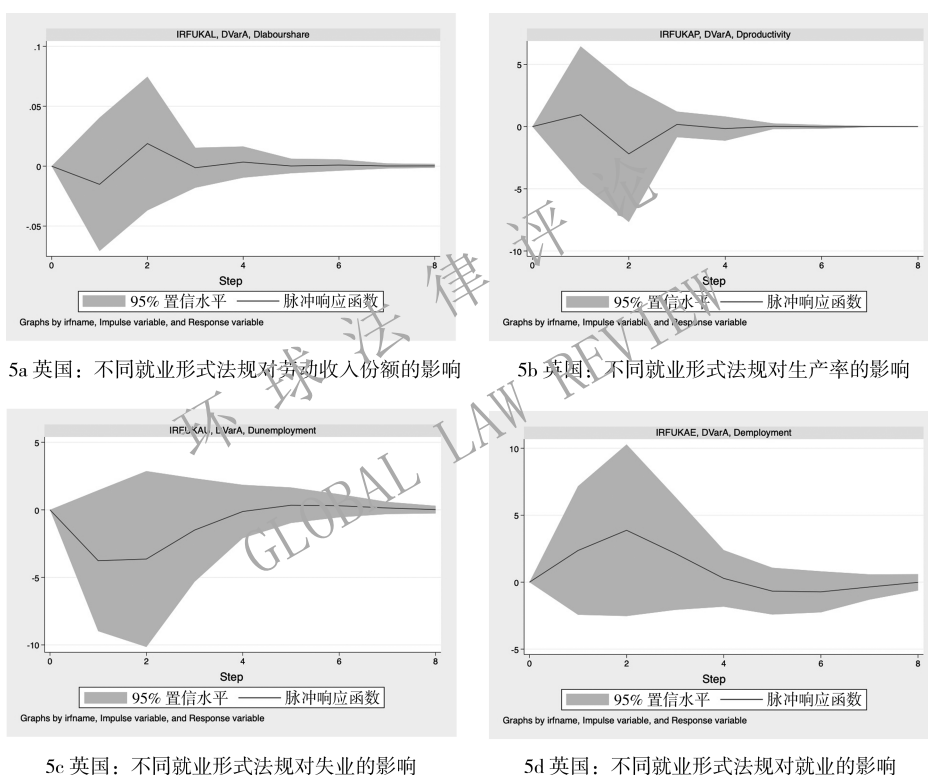 IRFUKAL, DVarA, Dlabourshare
.1
.05
0
-.05
0 2 4 6 8
Step
95% 置信水平 脉冲响应函数
Graphs by irfname, Impulse variable, and Response variable
5a 英国：不同就业形式法规对劳动收入份额的影响
IRFUKAP, DVarA, Dproductivity
5
0
-5
-10
0 2 4 6 8
Step
95% 置信水平 脉冲响应函数
Graphs by irfname, Impulse variable, and Response variable
5b 英国：不同就业形式法规对生产率的影响
IRFUKAU, DVarA, Dunemployment
5
0
-5
-10
0 2 4 6 8
Step
95% 置信水平 脉冲响应函数
Graphs by irfname, Impulse variable, and Response variable
5c 英国：不同就业形式法规对失业的影响
IRFUKAE, DVarA, Demployment
10
5
0
-5
0 2 4 6 8
Step
95% 置信水平 脉冲响应函数
Graphs by irfname, Impulse variable, and Response variable
5d 英国：不同就业形式法规对就业的影响
环球法律评论
GLOBAL LAW REVIEW